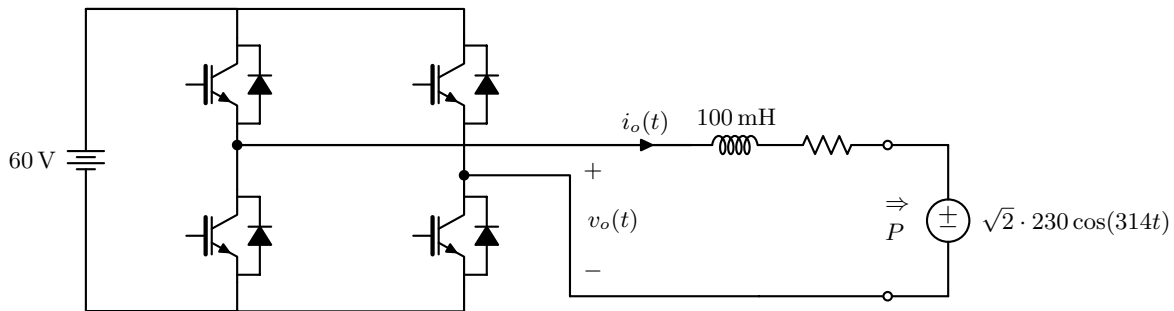 i_o(t)
100 mH
60 V
+
⇒
v_o(t)
P
±
√2 · 230 cos(314t)
−